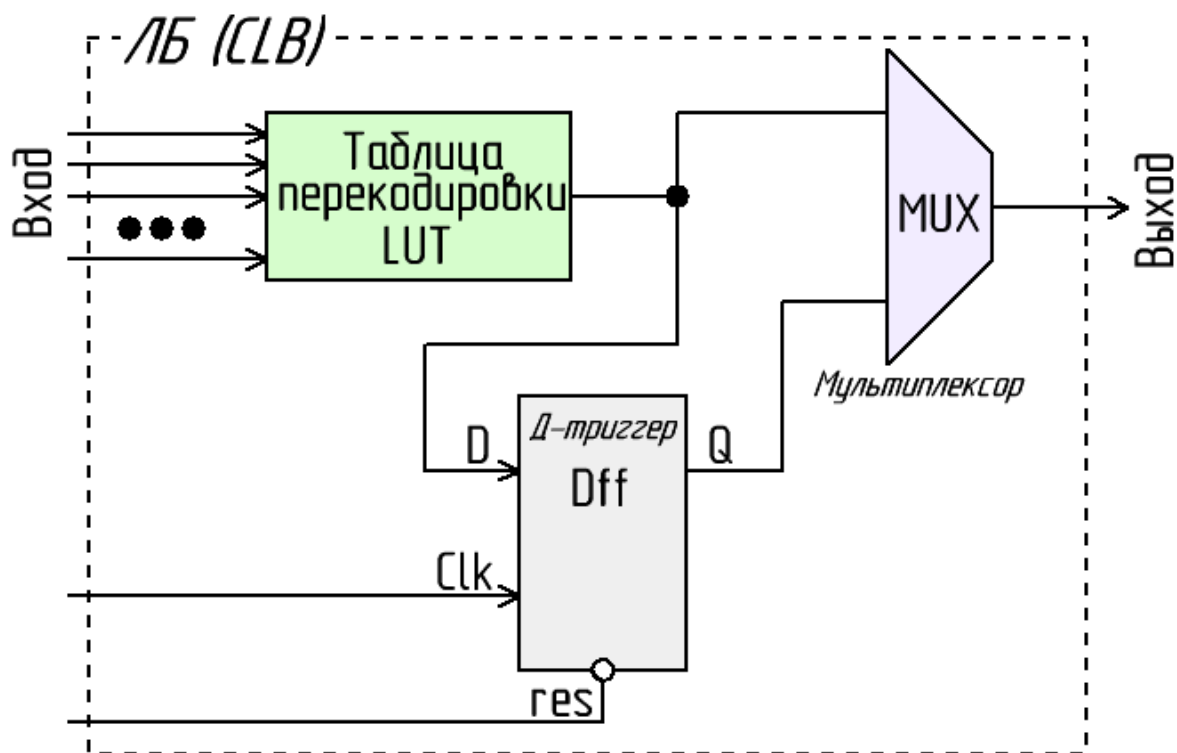 ЛБ (CLB)
Вход
Таблица
перекодировки
LUT
MUX
Выход
Мультиплексор
Д-триггер
D
Q
Dff
Clk
res